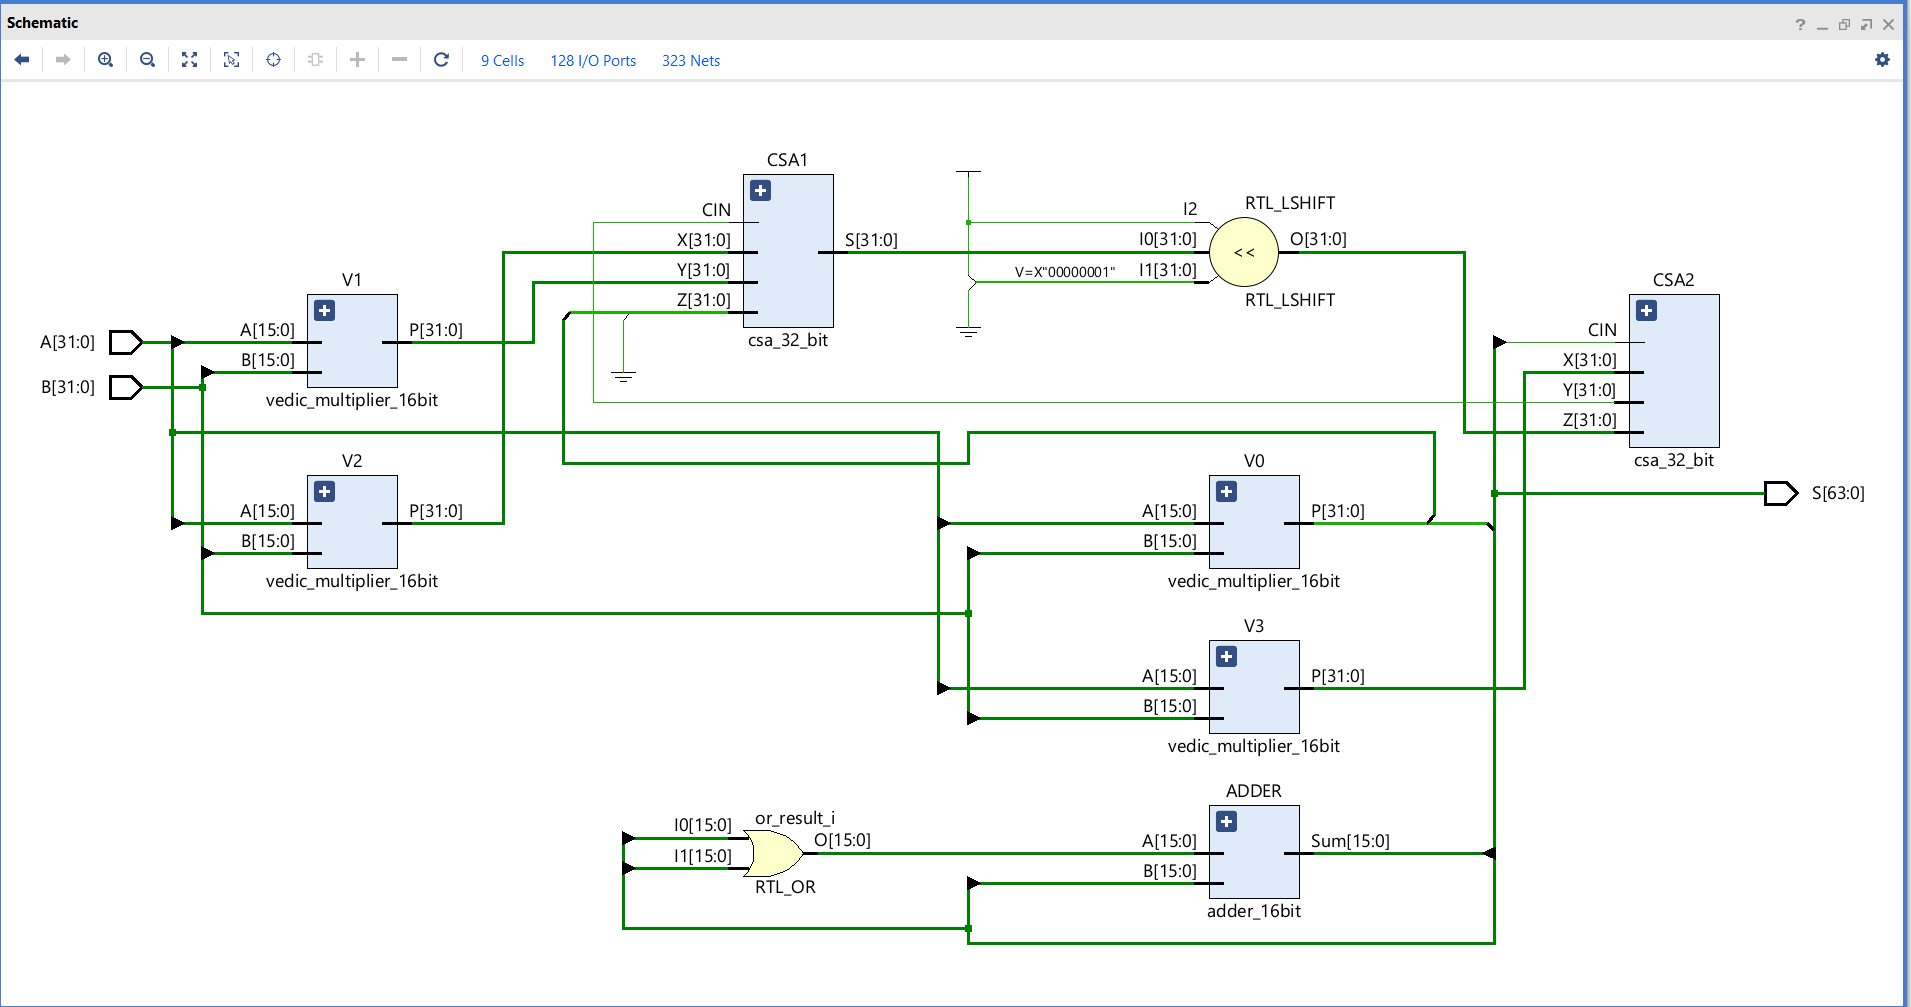 Schematic
?
9 Cells 128 I/O Ports 323 Nets
CSA1
CIN
X[31:0]
Y[31:0]
Z[31:0]
S[31:0]
csa_32_bit
RTL_LSHIFT
I2
I0[31:0]
V=X"00000001" I1[31:0]
<<
O[31:0]
RTL_LSHIFT
V1
A[31:0]
B[31:0]
A[15:0]
B[15:0]
P[31:0]
vedic_multiplier_16bit
CSA2
CIN
X[31:0]
Y[31:0]
Z[31:0]
csa_32_bit
V2
A[15:0]
B[15:0]
P[31:0]
vedic_multiplier_16bit
V0
A[15:0]
B[15:0]
P[31:0]
vedic_multiplier_16bit
S[63:0]
V3
A[15:0]
B[15:0]
P[31:0]
vedic_multiplier_16bit
or_result_i
I0[15:0]
I1[15:0]
O[15:0]
RTL_OR
ADDER
A[15:0]
B[15:0]
Sum[15:0]
adder_16bit